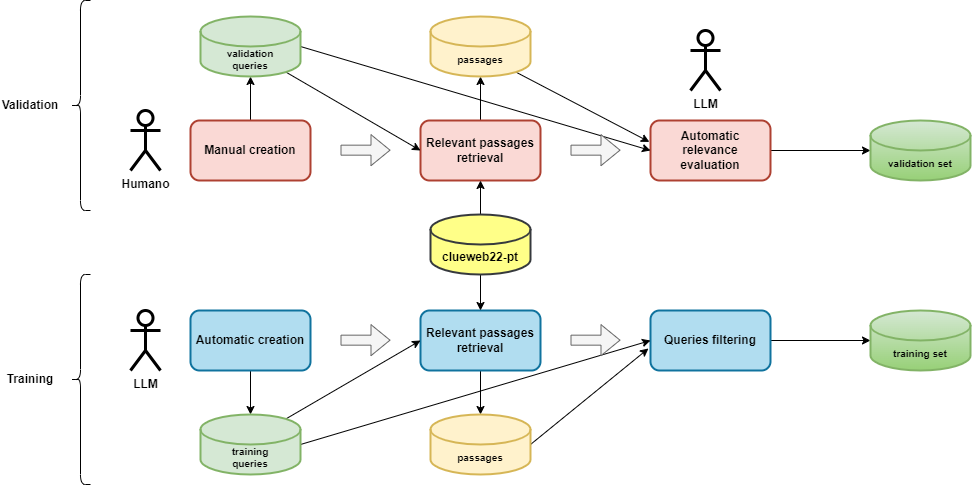 validation
queries
passages
LLM
Validation
Humano
Manual creation
Relevant passages
retrieval
Automatic
relevance
evaluation
validation set
clueweb22-pt
Training
LLM
Automatic creation
Relevant passages
retrieval
Queries filtering
training set
training
queries
passages